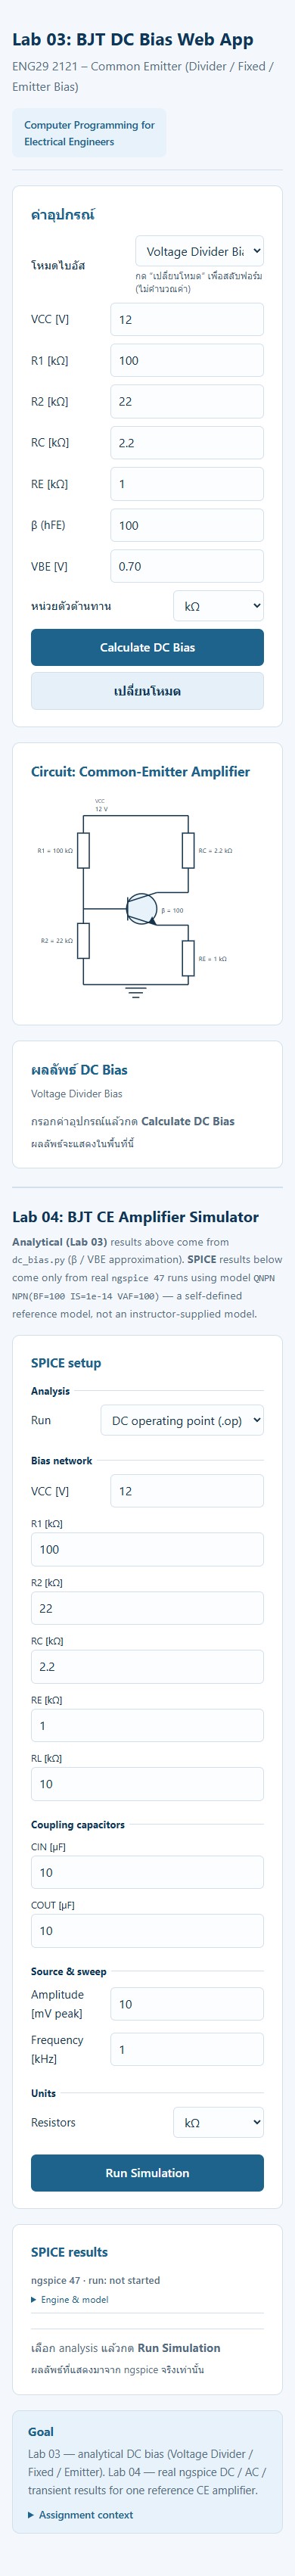 Lab 03: BJT DC Bias Web App
ENG29 2121 – Common Emitter (Divider / Fixed /
Emitter Bias)
Computer Programming for
Electrical Engineers
ค่าอุปกรณ์
โหมดไบอัส
Voltage Divider Bia
กด "เปลี่ยนโหมด" เพื่อสลับฟอร์ม
(ไม่คำนวณค่า)
VCC [V] 12
R1 [kΩ] 100
R2 [kΩ] 22
RC [kΩ] 2.2
RE [kΩ] 1
β (hFE) 100
VBE [V] 0.70
หน่วยตัวต้านทาน kΩ
Calculate DC Bias
เปลี่ยนโหมด
Circuit: Common-Emitter Amplifier
VCC
12 V
R1 = 100 kΩ
RC = 2.2 kΩ
β = 100
R2 = 22 kΩ
RE = 1 kΩ
ผลลัพธ์ DC Bias
Voltage Divider Bias
กรอกค่าอุปกรณ์แล้วกด Calculate DC Bias
ผลลัพธ์จะแสดงในพื้นที่นี้
Lab 04: BJT CE Amplifier Simulator
Analytical (Lab 03) results above come from
dc_bias.py (β / VBE approximation). SPICE results below
come only from real ngspice 47 runs using model QNPN
NPN(BF=100 IS=1e-14 VAF=100) — a self-defined
reference model, not an instructor-supplied model.
SPICE setup
Analysis
Run DC operating point (.op)
Bias network
VCC [V] 12
R1 [kΩ]
100
R2 [kΩ]
22
RC [kΩ]
2.2
RE [kΩ]
1
RL [kΩ]
10
Coupling capacitors
CIN [µF]
10
COUT [µF]
10
Source & sweep
Amplitude
[mV peak] 10
Frequency
[kHz] 1
Units
Resistors kΩ
Run Simulation
SPICE results
ngspice 47 · run: not started
▶ Engine & model
เลือก analysis แล้วกด Run Simulation
ผลลัพธ์ที่แสดงมาจาก ngspice จริงเท่านั้น
Goal
Lab 03 — analytical DC bias (Voltage Divider /
Fixed / Emitter). Lab 04 — real ngspice DC / AC /
transient results for one reference CE amplifier.
▶ Assignment context